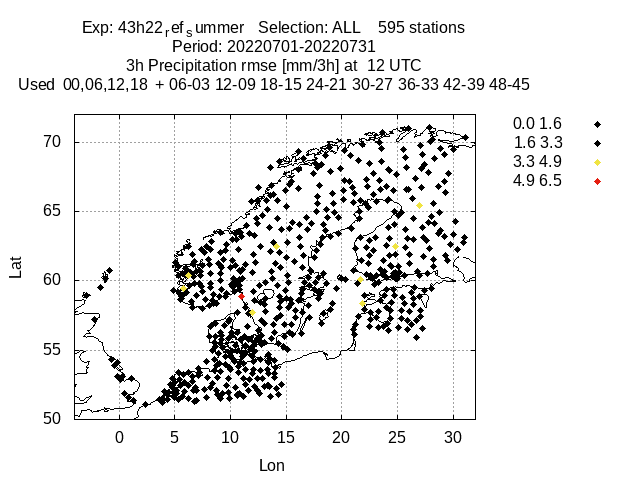 Exp: 43h22ref summer Selection: ALL 595 stations
Period: 20220701-20220731
3h Precipitation rmse [mm/3h] at 12 UTC
Used 00,06,12,18 + 06-03 12-09 18-15 24-21 30-27 36-33 42-39 48-45
0.0 1.6
1.6 3.3
3.3 4.9
4.9 6.5
70
65
60
55
50
Lat
0 5 10 15 20 25 30
Lon